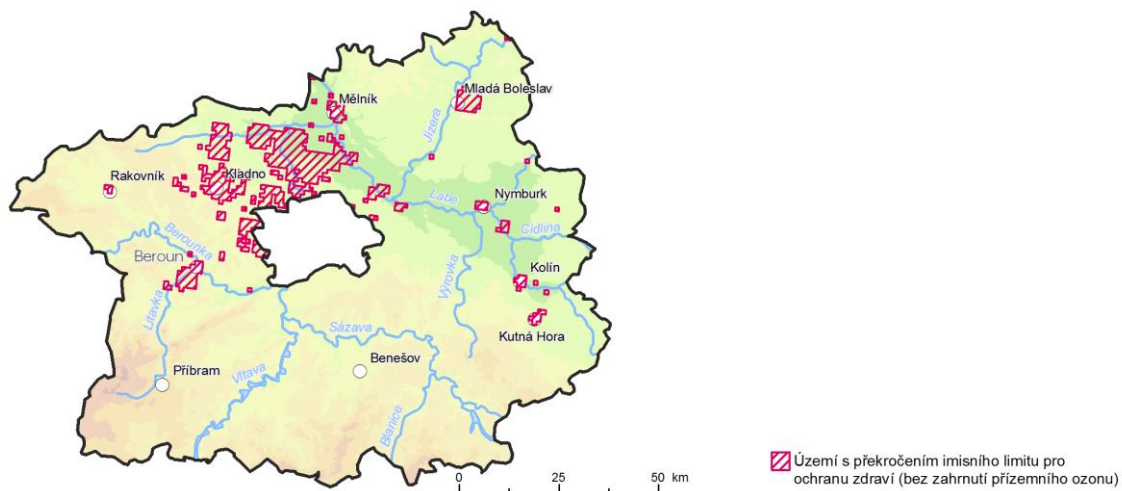 Mělník
Mladá Boleslav
Jizera
Rakovník
Kladno
Labe
Nymburk
Cidlina
Berounka
Beroun
Výrovka
Kolín
Litavka
Sázava
Kutná Hora
Příbram
Vltava
Benešov
Blanice
0 25 50 km
Území s překročením imisního limitu pro
ochranu zdraví (bez zahrnutí přízemního ozonu)